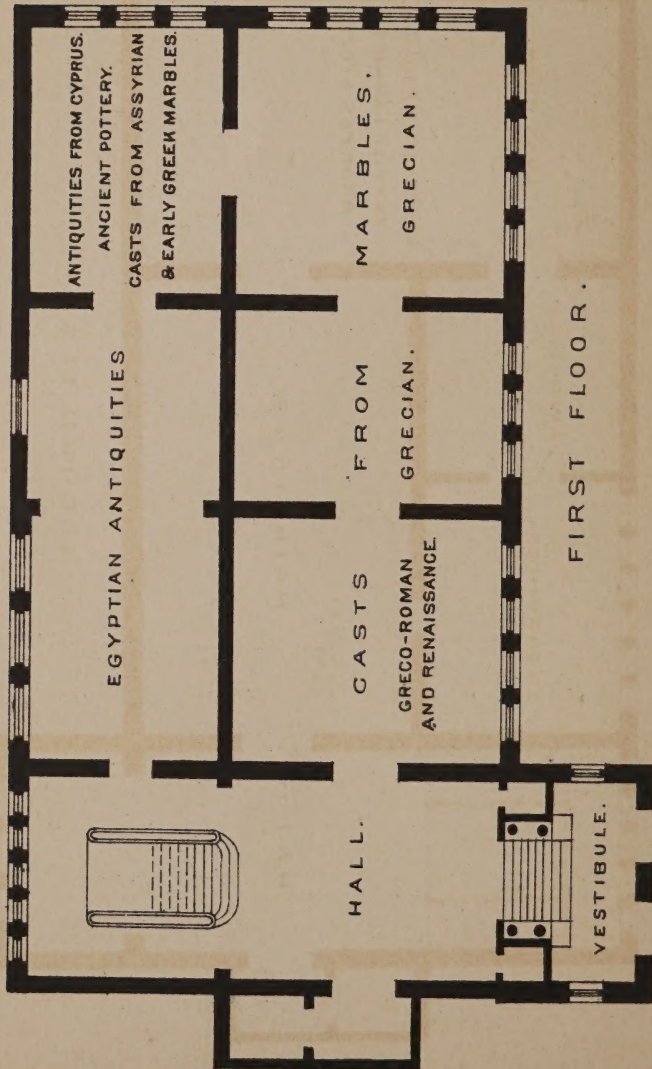 ANTIQUITIES FROM CYPRUS.
ANCIENT POTTERY.
CASTS FROM ASSYRIAN
& EARLY GREEK MARBLES.
EGYPTIAN ANTIQUITIES
CASTS FROM MARBLES,
GRECO-ROMAN
AND RENAISSANCE.
GRECIAN.
GRECIAN.
HALL.
VESTIBULE.
FIRST FLOOR.